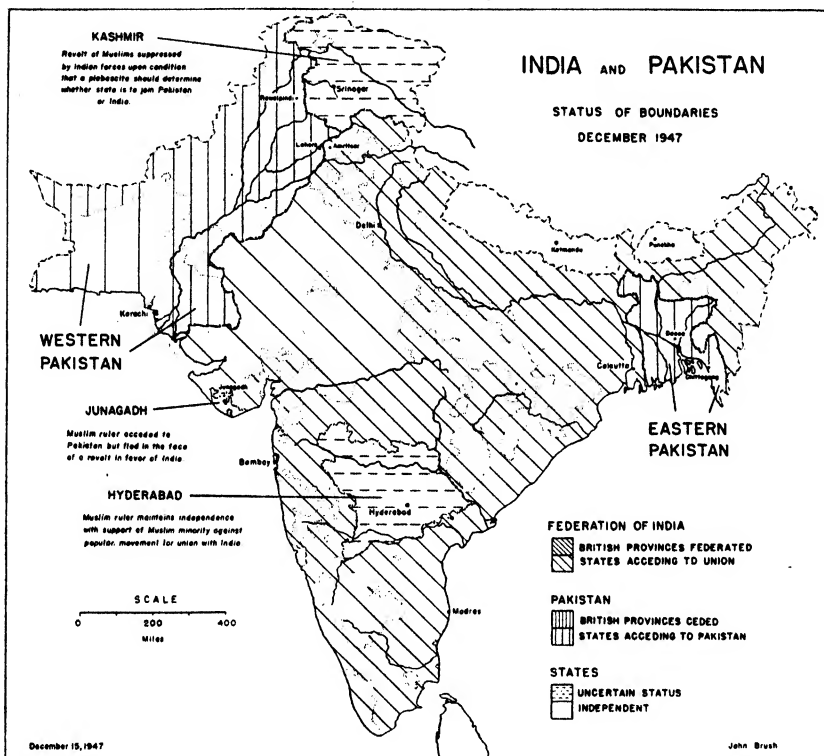 KASHMIR
Revolt of Muslims suppressed
by Indian forces upon condition
that a plebescite should determine
whether state is to join Pakistan
or India.
INDIA AND PAKISTAN
STATUS OF BOUNDARIES
DECEMBER 1947
Srinagar
Rawalpindi
Lahore
Amritsar
Delhi
Katmandu
Punakha
Karachi
WESTERN
PAKISTAN
Dacca
Calcutta
Chittagong
JUNAGADH
Junagadh
Muslim ruler acceded to
Pakistan but fled in the face
of a revolt in favor of India.
EASTERN
PAKISTAN
Bombay
HYDERABAD
Hyderabad
Muslim ruler maintains independence
with support of Muslim minority against
popular movement for union with India.
FEDERATION OF INDIA
BRITISH PROVINCES FEDERATED
STATES ACCEDING TO UNION
SCALE
0 200 400
Miles
Madras
PAKISTAN
BRITISH PROVINCES CEDED
STATES ACCEDING TO PAKISTAN
STATES
UNCERTAIN STATUS
INDEPENDENT
December 15, 1947
John Brush